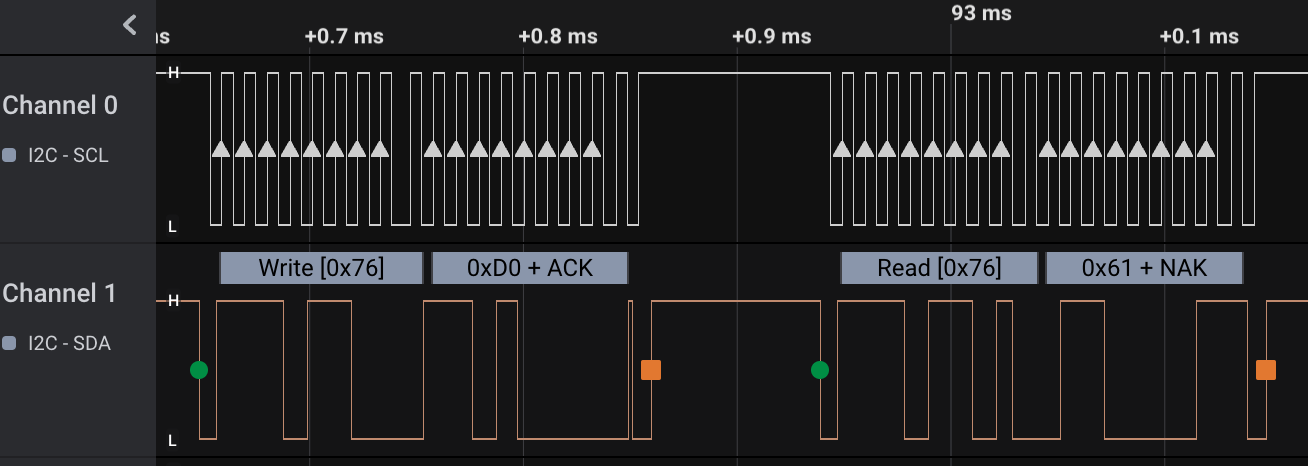 93 ms
s +0.7 ms +0.8 ms +0.9 ms +0.1 ms
H
Channel 0
I2C - SCL
L
Write [0x76] 0xD0 + ACK Read [0x76] 0x61 + NAK
Channel 1
H
I2C - SDA
L